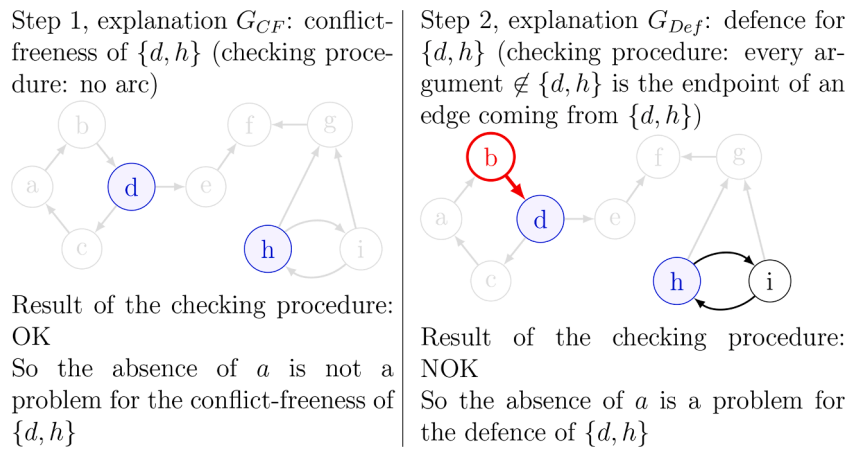 Step 1, explanation G_CF: conflict-
freeness of {d, h} (checking proce-
dure: no arc)
b
f
g
a
d
e
c
h
i
Result of the checking procedure:
OK
So the absence of a is not a
problem for the conflict-freeness of
{d, h}
Step 2, explanation G_Def: defence for
{d, h} (checking procedure: every ar-
gument ∉ {d, h} is the endpoint of an
edge coming from {d, h})
b
f
g
a
d
e
c
h
i
Result of the checking procedure:
NOK
So the absence of a is a problem for
the defence of {d, h}